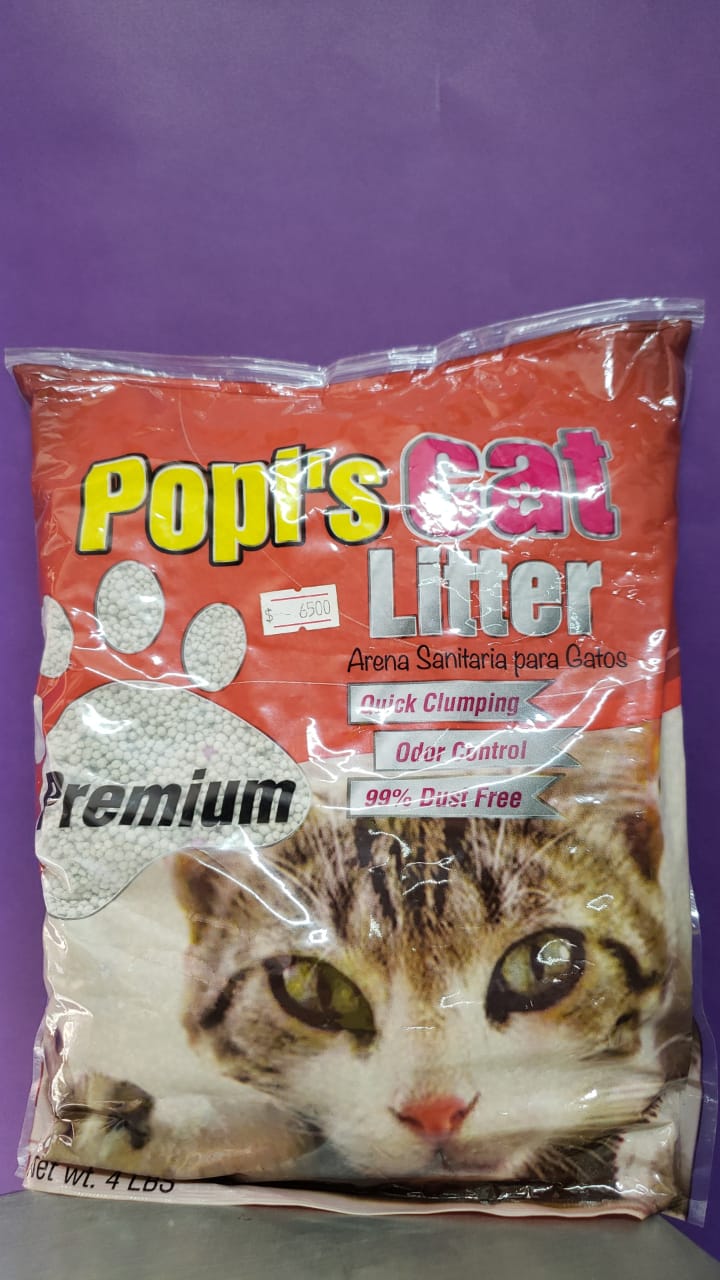 Popi's Cat
Litter
$ -- 6500
Arena Sanitaria para Gatos
Quick Clumping
Odor Control
99% Dust Free
Premium
Net wt. 4 LBS